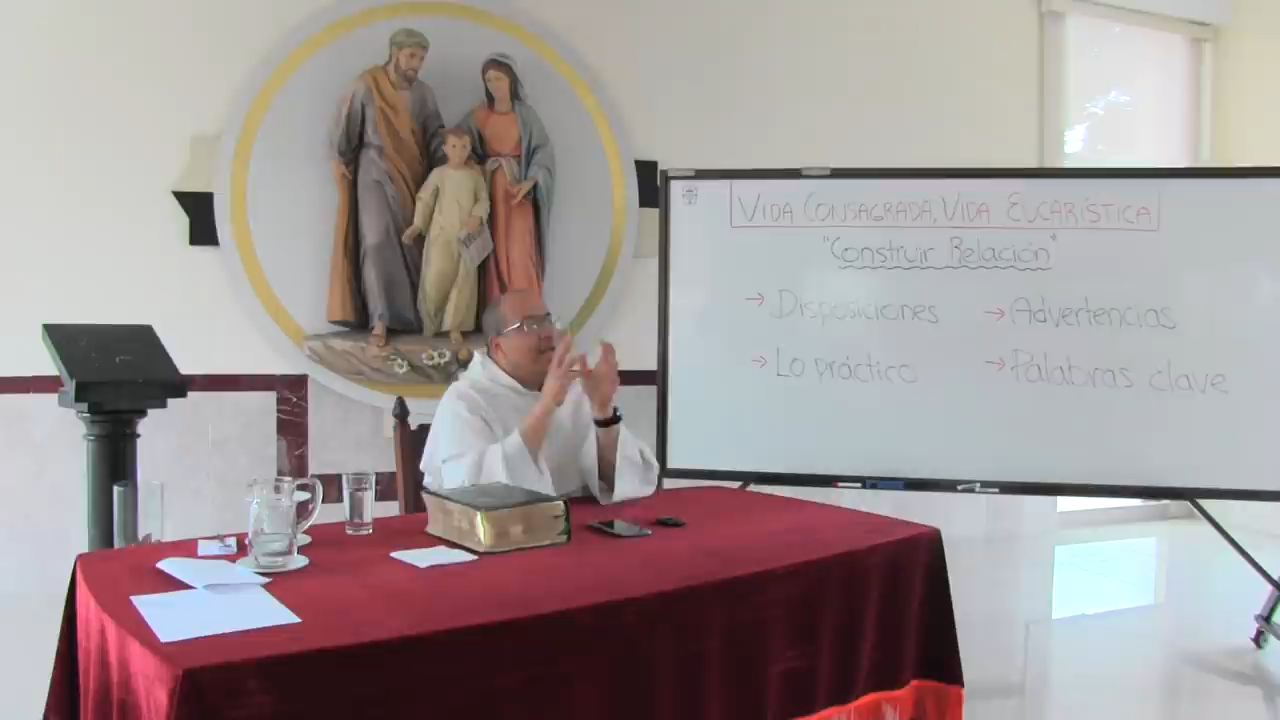 VIDA CONSAGRADA, VIDA EUCARÍSTICA
"Construir Relación"
→ Disposiciones → Advertencias
→ Lo práctico → Palabras clave